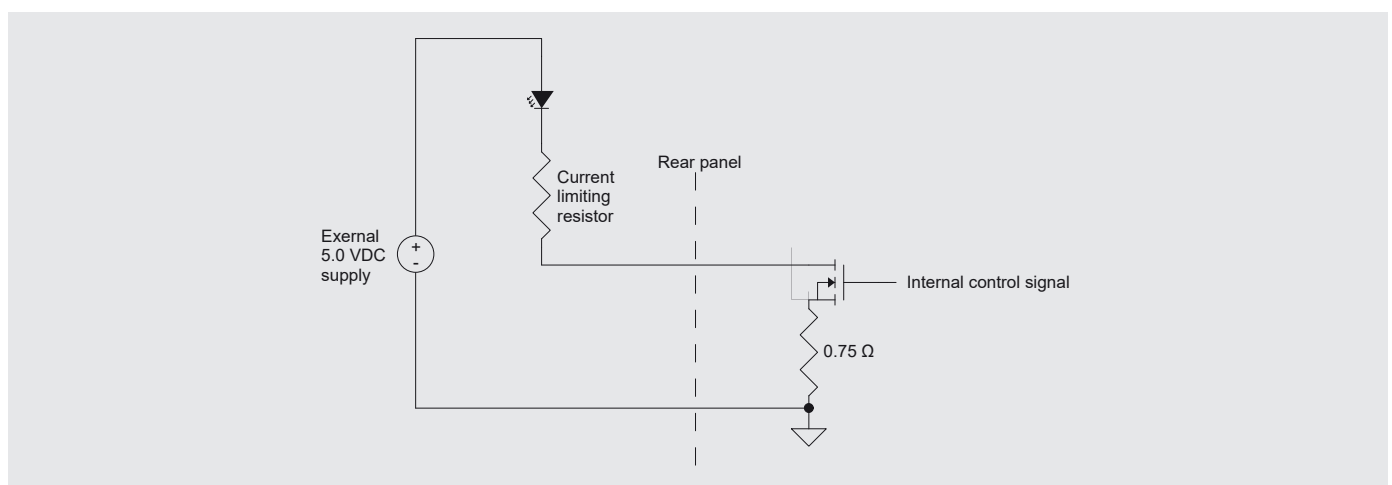 Rear panel
Current
limiting
resistor
Exernal
5.0 VDC
supply
+
-
Internal control signal
0.75 Ω